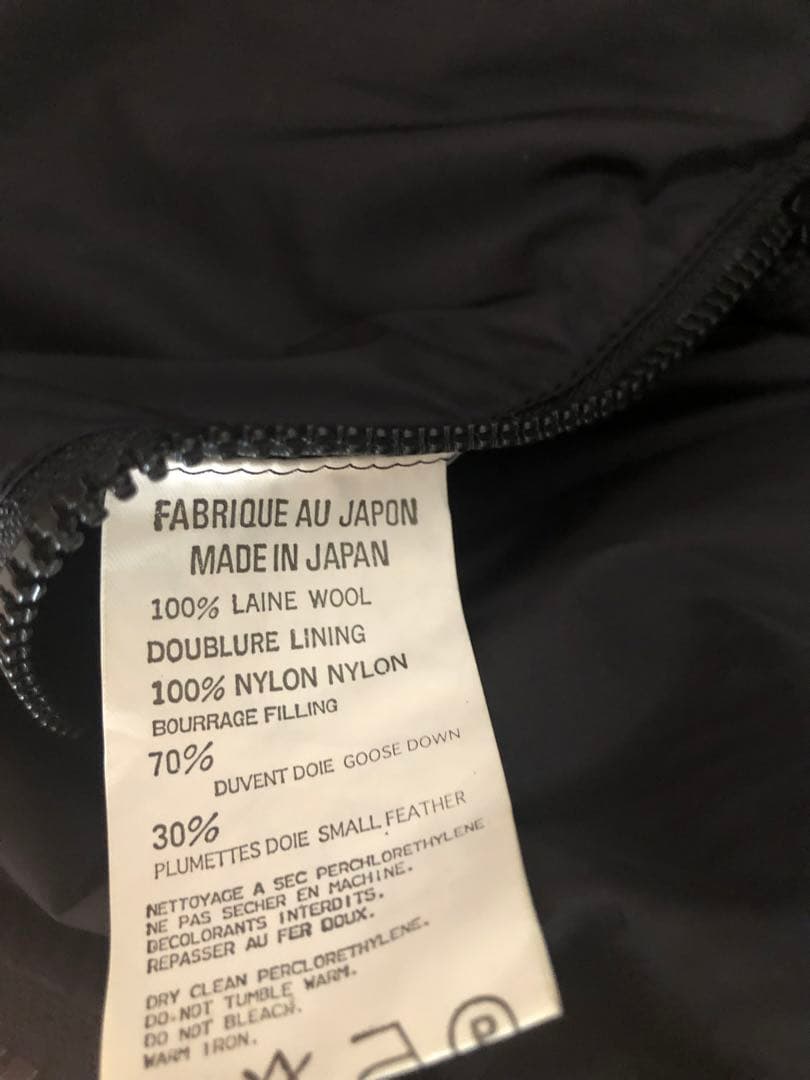 FABRIQUE AU JAPON
MADE IN JAPAN
100% LAINE WOOL
DOUBLURE LINING
100% NYLON NYLON
BOURRAGE FILLING
70%
DUVENT DOIE GOOSE DOWN
30%
PLUMETTES DOIE SMALL FEATHER
NETTOYAGE A SEC PERCHLORETHYLENE
NE PAS SECHER EN MACHINE.
DECOLORANTS INTERDITS.
REPASSER AU FER DOUX.
DRY CLEAN PERCLORETHYLENE.
DO.NOT TUMBLE WARM.
DO NOT BLEACH.
WARM IRON.
P